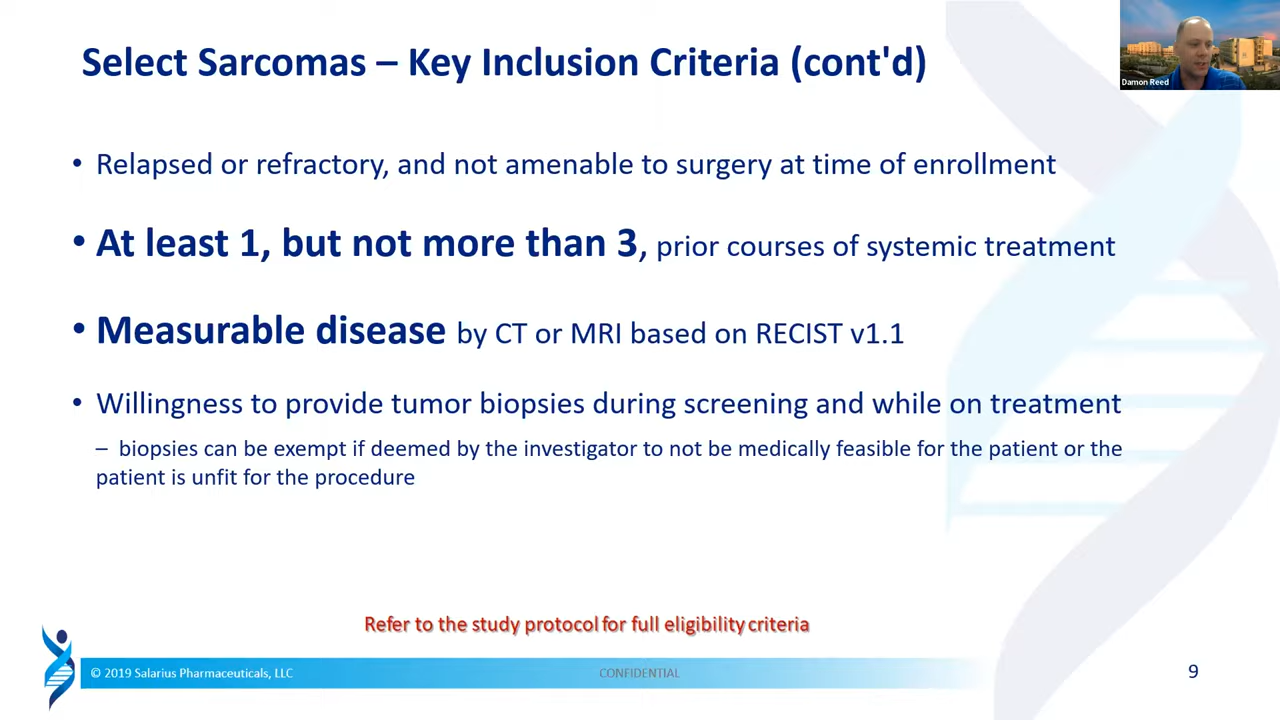 Select Sarcomas – Key Inclusion Criteria (cont'd)
Damon Reed
• Relapsed or refractory, and not amenable to surgery at time of enrollment
• At least 1, but not more than 3, prior courses of systemic treatment
• Measurable disease by CT or MRI based on RECIST v1.1
• Willingness to provide tumor biopsies during screening and while on treatment
– biopsies can be exempt if deemed by the investigator to not be medically feasible for the patient or the
patient is unfit for the procedure
Refer to the study protocol for full eligibility criteria
© 2019 Salarius Pharmaceuticals, LLC
CONFIDENTIAL
9